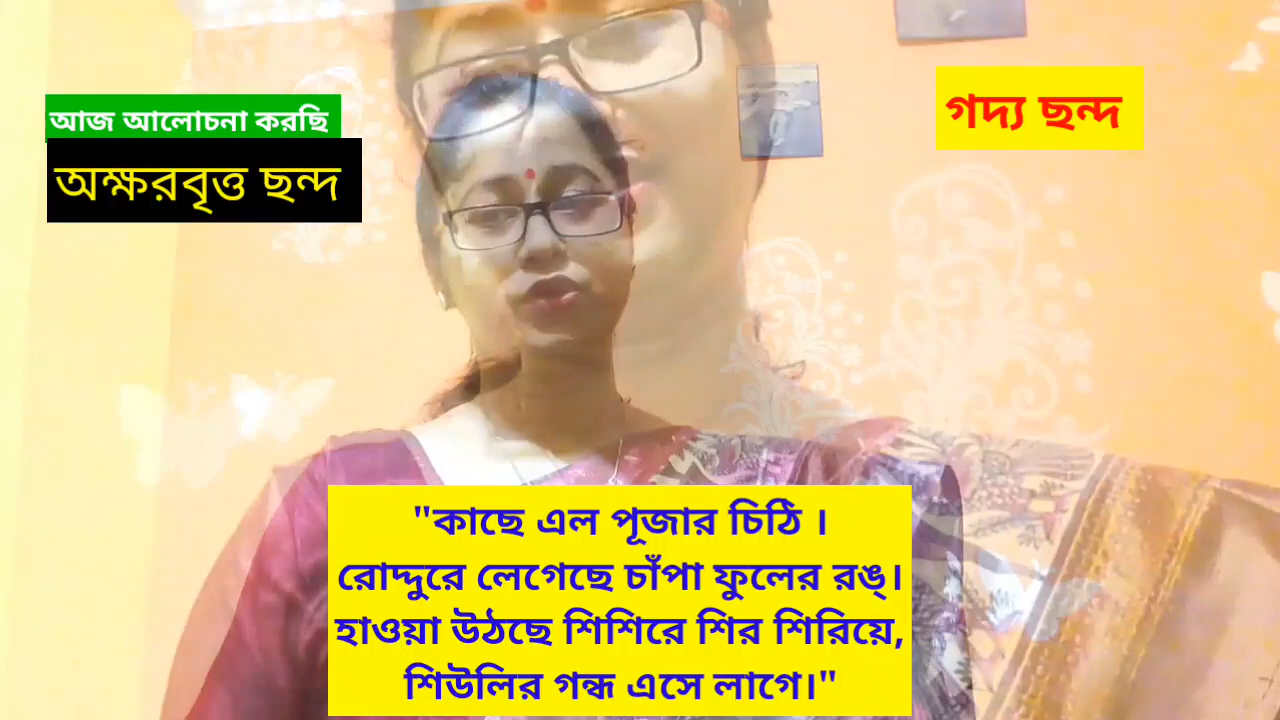 আজ আলোচনা করছি
অক্ষরবৃত্ত ছন্দ
গদ্য ছন্দ
"কাছে এল পূজার চিঠি ।
রোদ্দুরে লেগেছে চাঁপা ফুলের রঙ্।
হাওয়া উঠছে শিশিরে শির শিরিয়ে,
শিউলির গন্ধ এসে লাগে।"